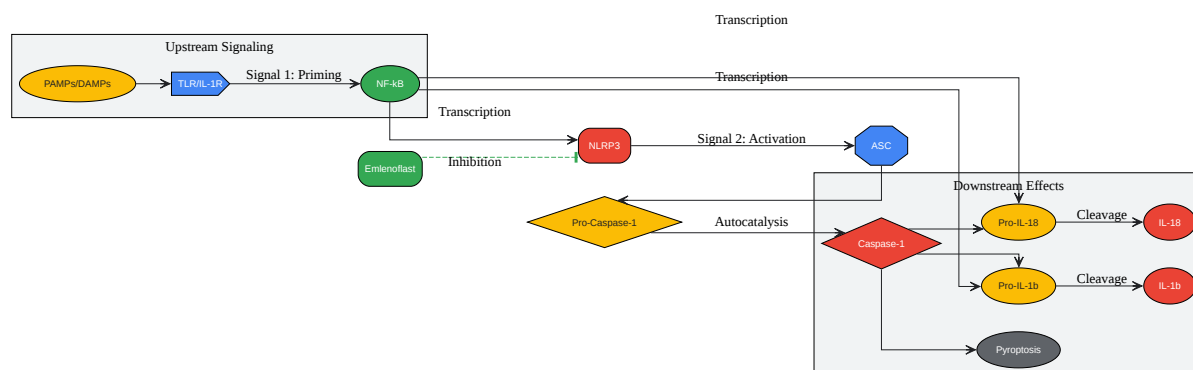 Transcription
Upstream Signaling
PAMPs/DAMPs
TLR/IL-1R
Signal 1: Priming
NF-kB
Transcription
Transcription
NLRP3
Signal 2: Activation
ASC
Emlenoflast
Inhibition
Downstream Effects
Pro-Caspase-1
Autocatalysis
Caspase-1
Pro-IL-18
Cleavage
IL-18
Pro-IL-1b
Cleavage
IL-1b
Pyroptosis